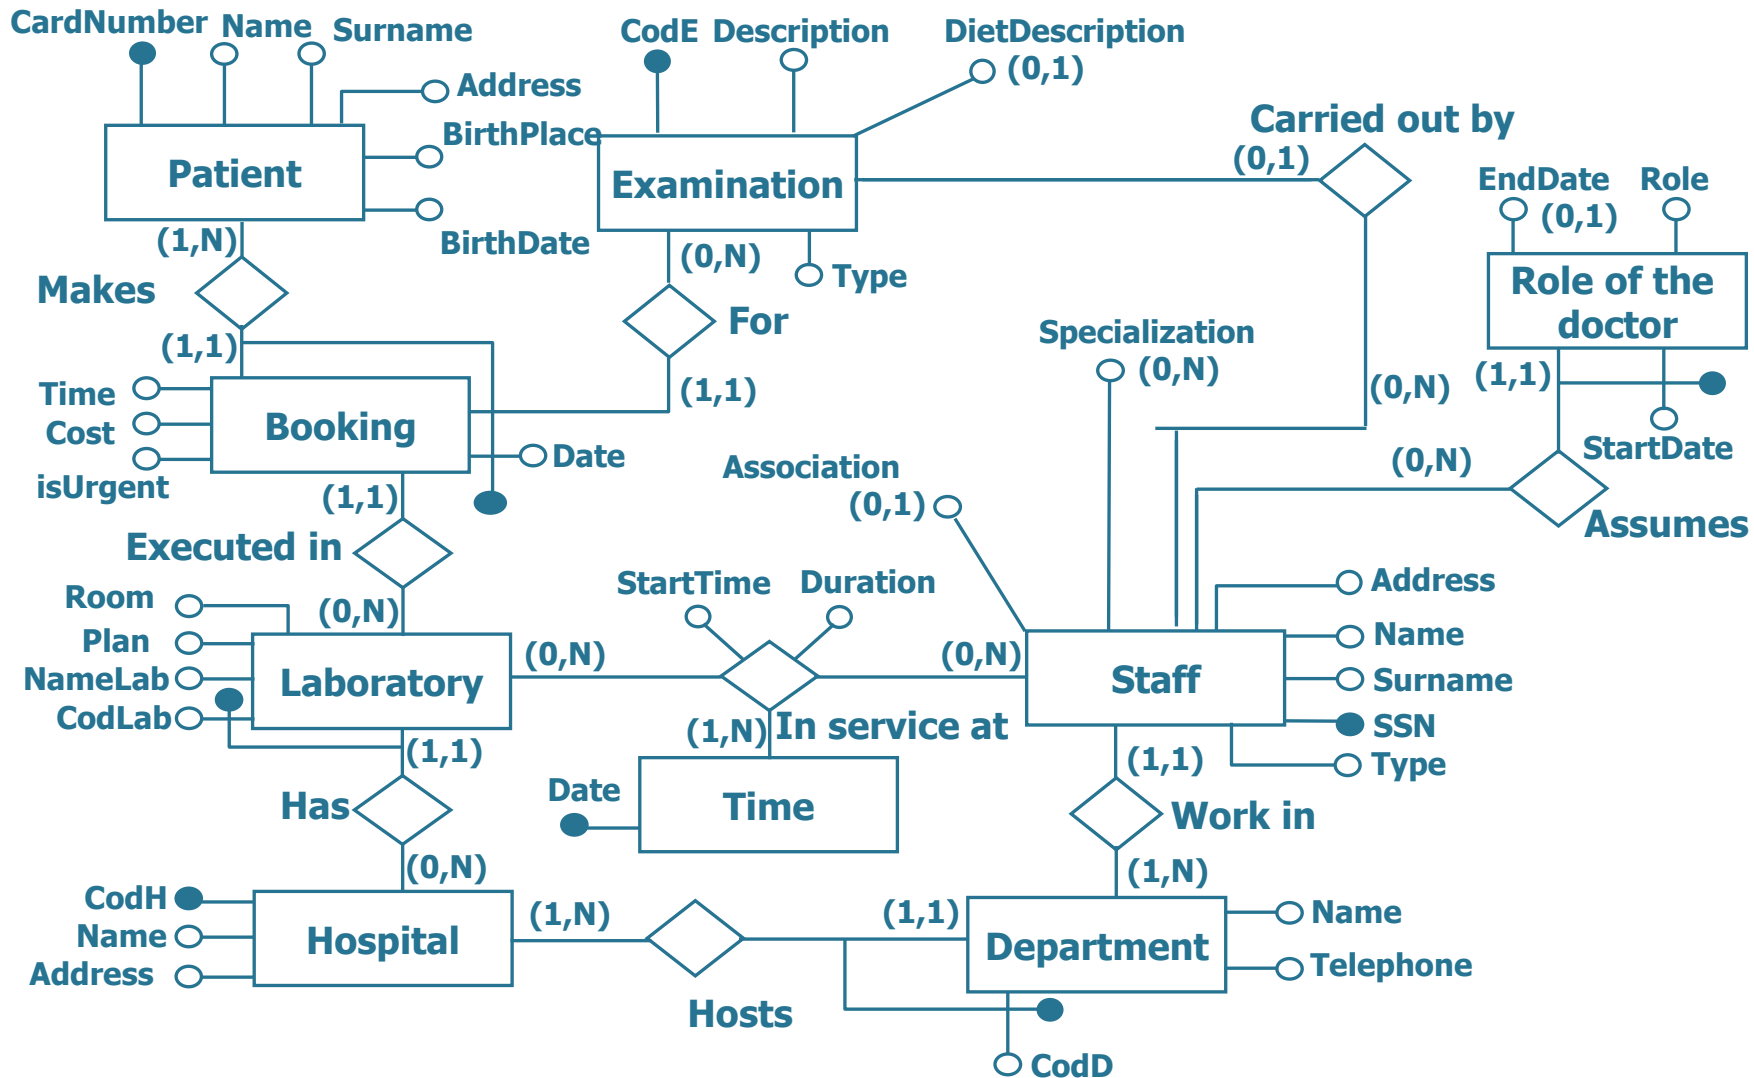 CardNumber
Name
Surname
Address
BirthPlace
BirthDate
Patient
(1,N)
Makes
(1,1)
CodE
Description
DietDescription
(0,1)
Examination
(0,N)
Type
For
(1,1)
Carried out by
(0,1)
(0,N)
EndDate
(0,1)
Role
Role of the
doctor
(1,1)
StartDate
(0,N)
Assumes
Time
Cost
isUrgent
Booking
Date
(1,1)
Executed in
(0,N)
Specialization
(0,N)
Association
(0,1)
Room
Plan
NameLab
CodLab
Laboratory
(0,N)
StartTime
Duration
(0,N)
In service at
(1,N)
Date
Time
Staff
Address
Name
Surname
SSN
Type
(1,1)
Has
(0,N)
(1,1)
Work in
(1,N)
CodH
Name
Address
Hospital
(1,N)
Hosts
(1,1)
Department
Name
Telephone
CodD